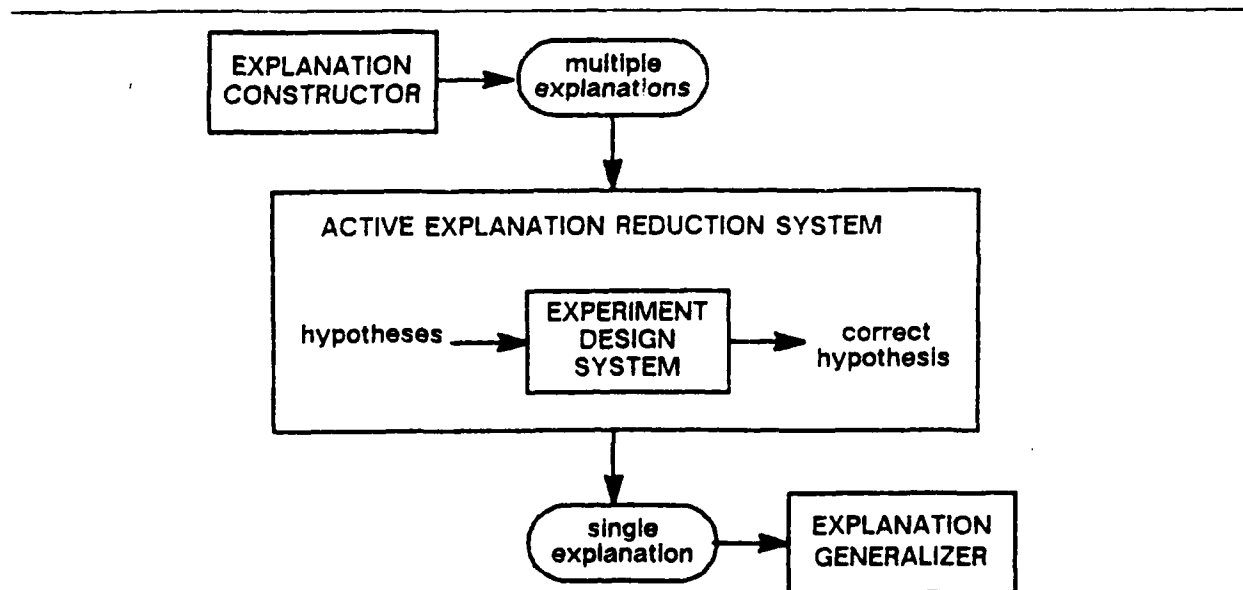 EXPLANATION
CONSTRUCTOR
multiple
explanations
ACTIVE EXPLANATION REDUCTION SYSTEM
hypotheses
EXPERIMENT
DESIGN
SYSTEM
correct
hypothesis
single
explanation
EXPLANATION
GENERALIZER